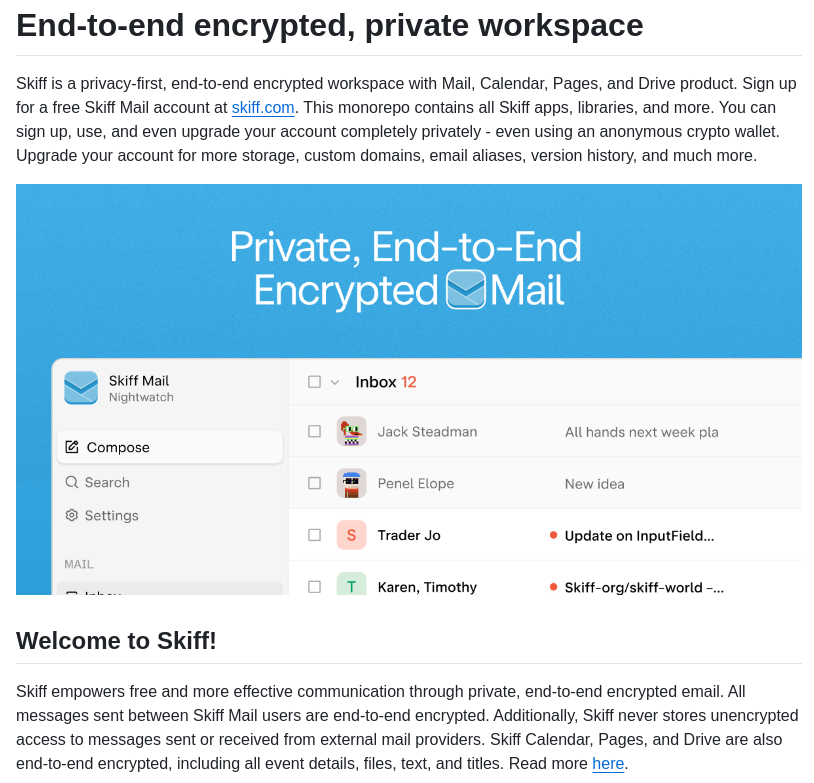 End-to-end encrypted, private workspace
Skiff is a privacy-first, end-to-end encrypted workspace with Mail, Calendar, Pages, and Drive product. Sign up
for a free Skiff Mail account at skiff.com. This monorepo contains all Skiff apps, libraries, and more. You can
sign up, use, and even upgrade your account completely privately - even using an anonymous crypto wallet.
Upgrade your account for more storage, custom domains, email aliases, version history, and much more.
Private, End-to-End
Encrypted Mail
Skiff Mail
Nightwatch
Compose
Search
Settings
MAIL
Inbox
Inbox 12
Jack Steadman All hands next week pla
Penel Elope New idea
S Trader Jo Update on InputField...
T Karen, Timothy Skiff-org/skiff-world –...
Welcome to Skiff!
Skiff empowers free and more effective communication through private, end-to-end encrypted email. All
messages sent between Skiff Mail users are end-to-end encrypted. Additionally, Skiff never stores unencrypted
access to messages sent or received from external mail providers. Skiff Calendar, Pages, and Drive are also
end-to-end encrypted, including all event details, files, text, and titles. Read more here.